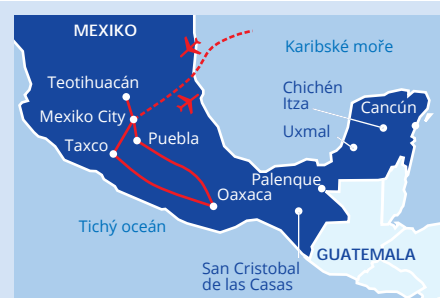 MEXIKO
Karibské moře
Teotihuacán
Chichén
Itza
Cancún
Mexiko City
Uxmal
Taxco
Puebla
Palenque
Oaxaca
Tichý oceán
GUATEMALA
San Cristobal
de las Casas